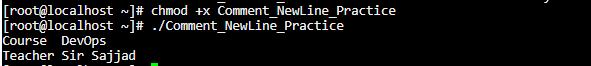 [root@localhost ~]# chmod +x Comment_NewLine_Practice
[root@localhost ~]# ./Comment_NewLine_Practice
Course  DevOps
Teacher Sir Sajjad